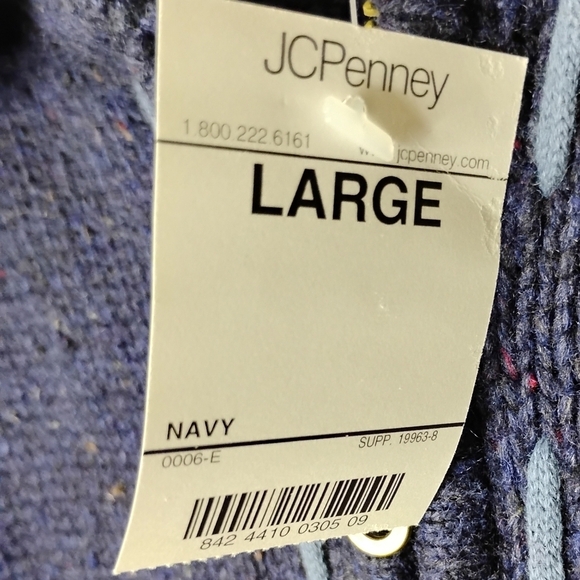 JCPenney
1.800.222.6161 jcpenney.com
LARGE
NAVY
0006-E SUPP. 19963-8
842 4410 0305 09